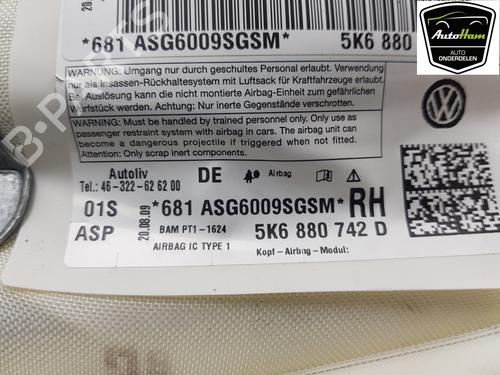 AutoHam
AUTO
ONDERDELEN
*681 ASG6009SGSM*
5K6 880
WARNUNG: Umgang nur durch geschultes Personal erlaubt. Verwendung
nur als Insassen-Rückhaltesystem mit Luftsack für Kraftfahrzeuge erlaubt.
Bei Auslösung kann die nicht montierte Airbag-Einheit zum gefährlichen
Wurfstück werden. Achtung: Nur inerte Gegenstände verschrotten.
WARNING: Must be handled by trained personnel only. Only use as
passenger restraint system with airbag in cars. The airbag unit can
become a dangerous projectile if triggered when not fitted.
Attention: Only scrap inert components.
Autoliv
Tel.: 46-322-62 62 00
DE
Airbag
01S
ASP
20.08.09
*681 ASG6009SGSM*
RH
BAM PT1-1624
5K6 880 742 D
AIRBAG IC TYPE 1
Kopf-Airbag-Modul:
B-PARTS